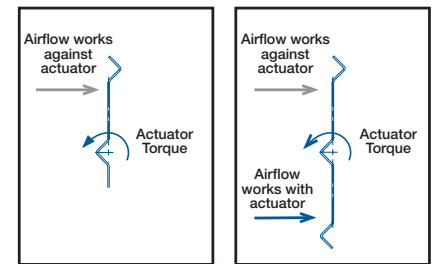 Airflow works
against
actuator
Actuator
Torque
Airflow works
against
actuator
Actuator
Torque
Airflow
works with
actuator